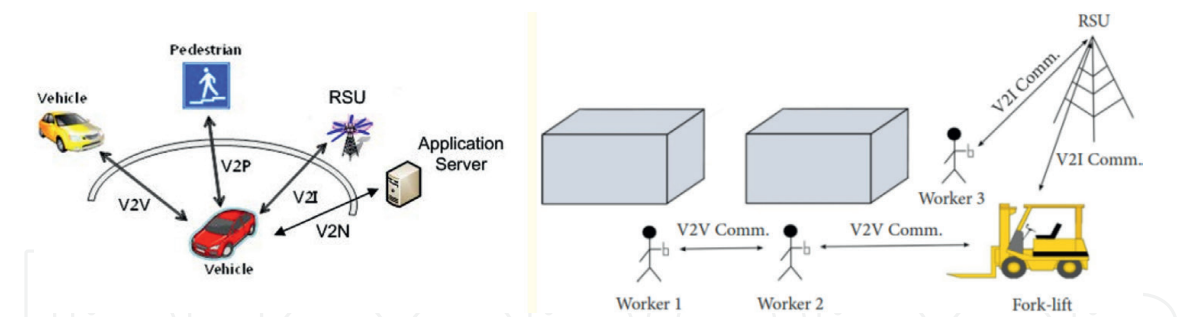 Pedestrian
Vehicle
RSU
Application
Server
V2P
V2V
V2I
V2N
Vehicle
RSU
V2I Comm.
V2I Comm.
Worker 3
V2V Comm.
V2V Comm.
Worker 1
Worker 2
Fork-lift